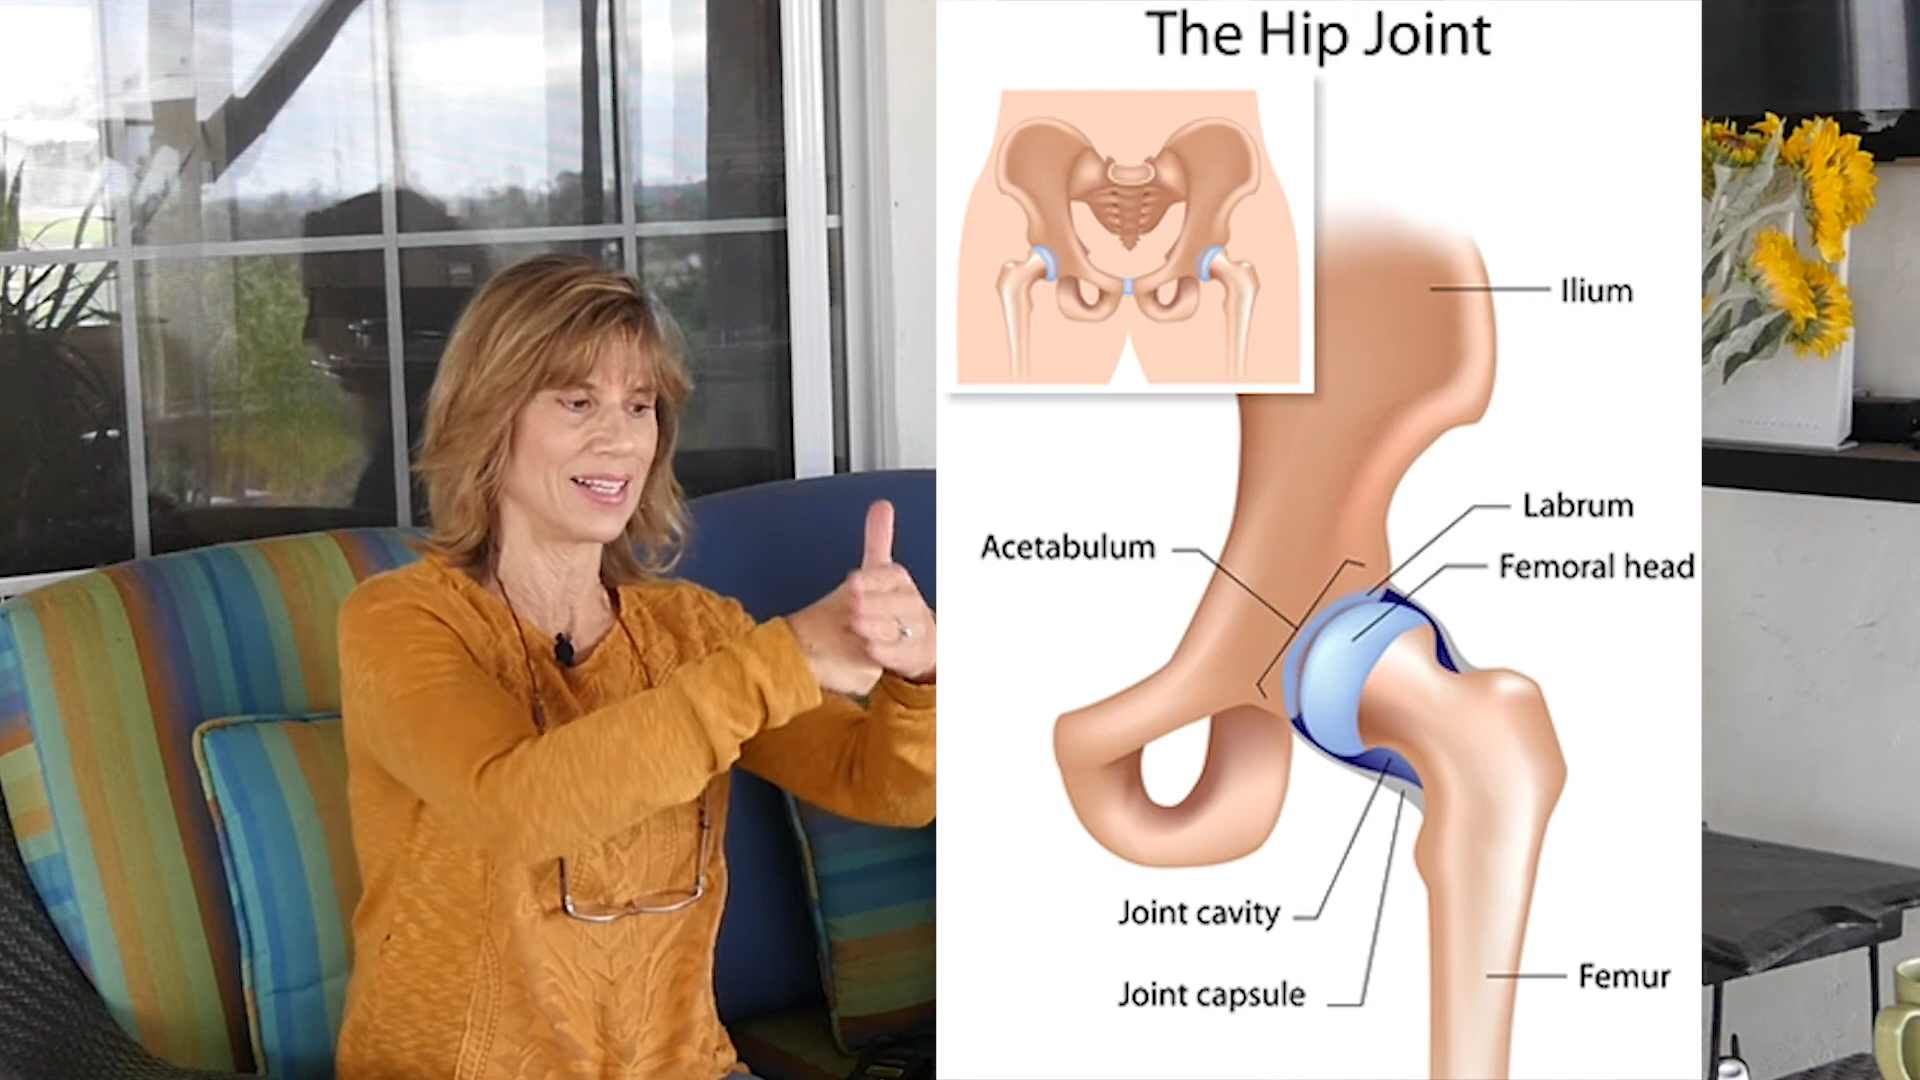 The Hip Joint
Ilium
Labrum
Acetabulum
Femoral head
Joint cavity
Joint capsule
Femur